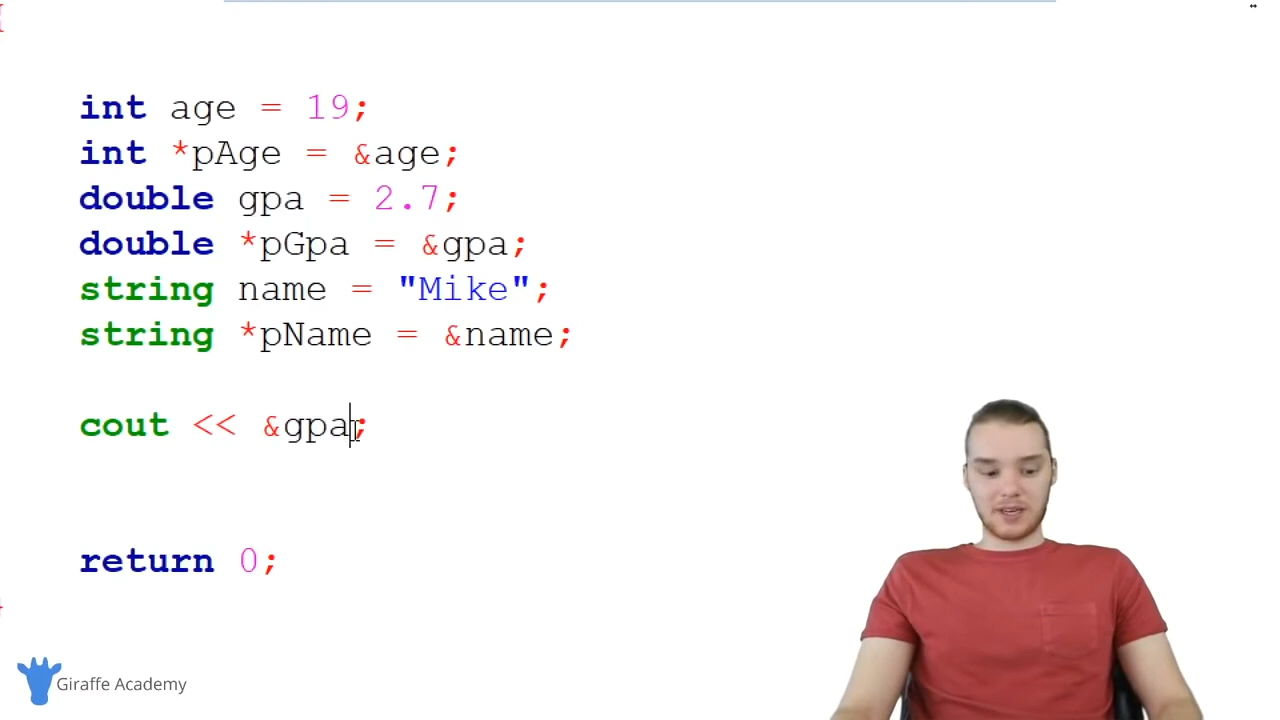 int age = 19;
int *pAge = &age;
double gpa = 2.7;
double *pGpa = &gpa;
string name = "Mike";
string *pName = &name;
cout << &gpa;
return 0;
Giraffe Academy